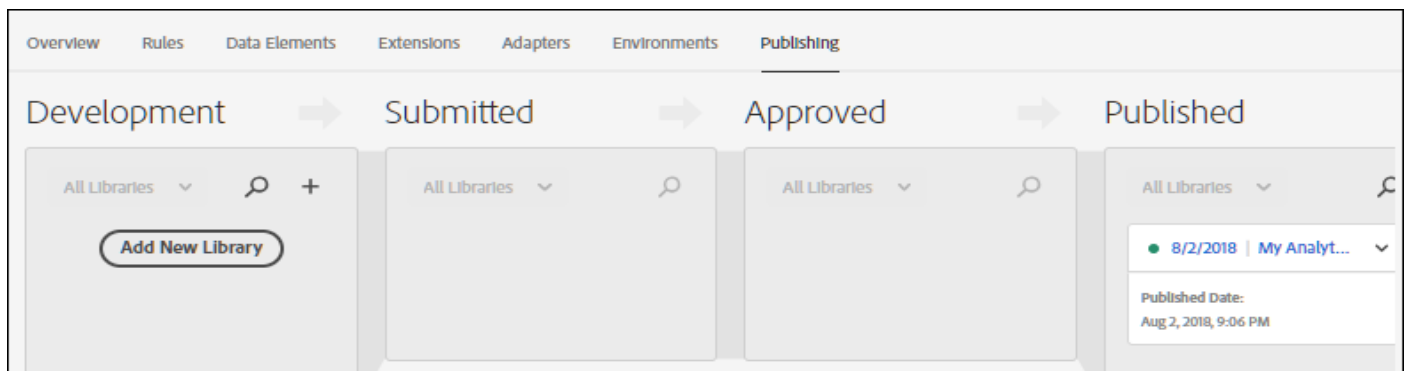 Overview Rules Data Elements Extensions Adapters Environments Publishing
Development Submitted Approved Published
All Libraries All Libraries All Libraries All Libraries
Add New Library
8/2/2018 | My Analyt...
Published Date:
Aug 2, 2018, 9:06 PM